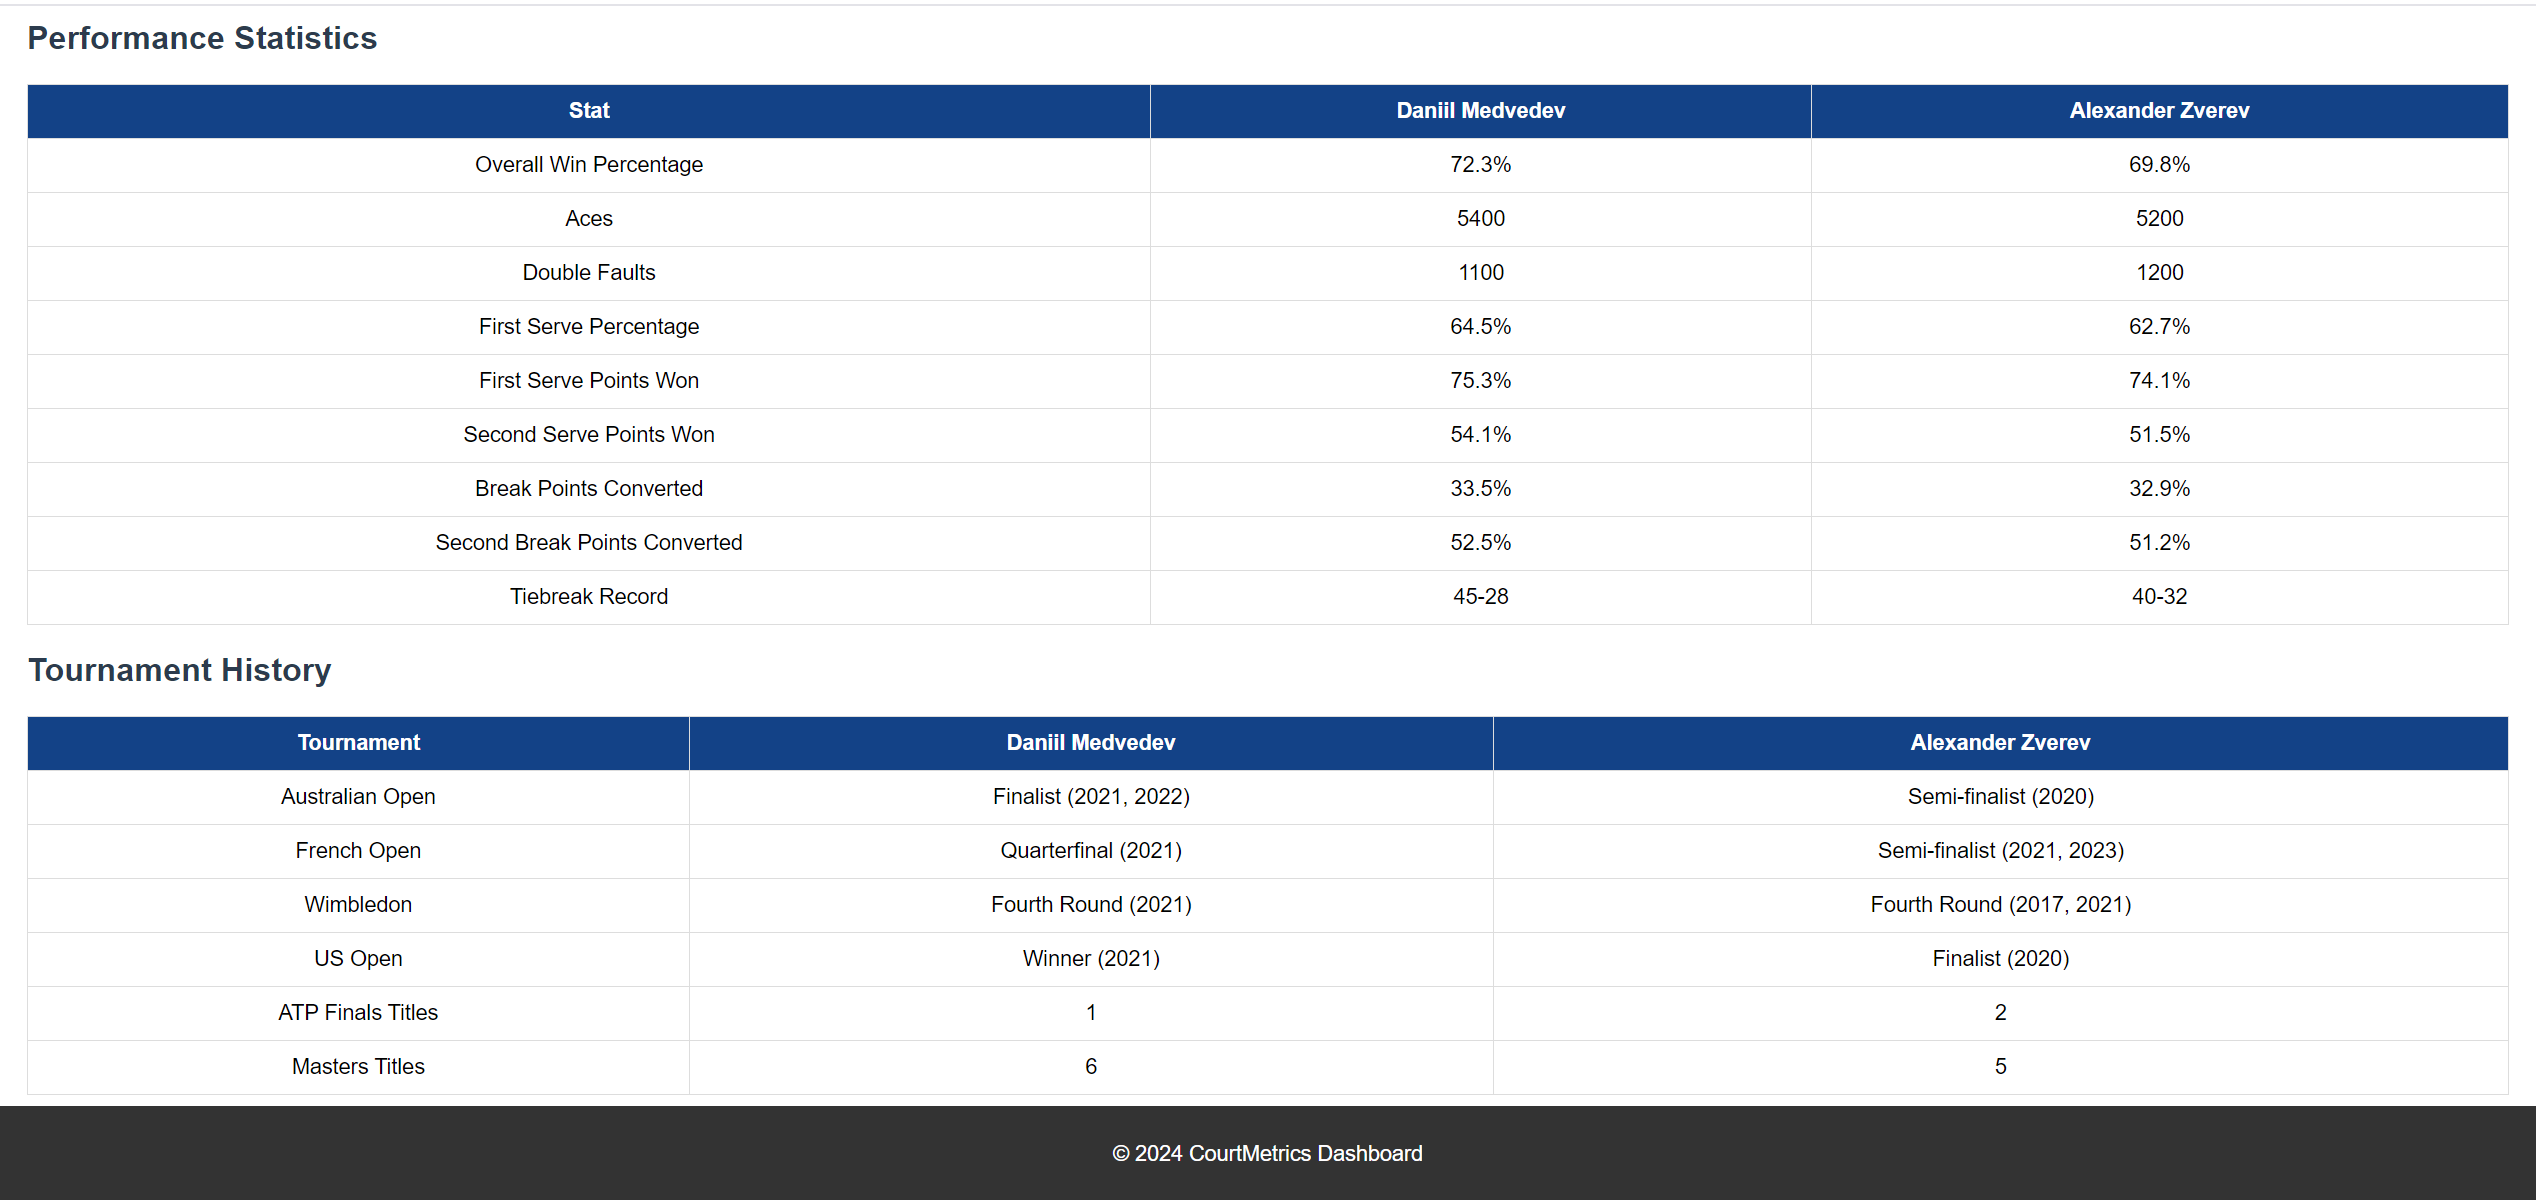 Performance Statistics
Stat Daniil Medvedev Alexander Zverev
Overall Win Percentage 72.3% 69.8%
Aces 5400 5200
Double Faults 1100 1200
First Serve Percentage 64.5% 62.7%
First Serve Points Won 75.3% 74.1%
Second Serve Points Won 54.1% 51.5%
Break Points Converted 33.5% 32.9%
Second Break Points Converted 52.5% 51.2%
Tiebreak Record 45-28 40-32
Tournament History
Tournament Daniil Medvedev Alexander Zverev
Australian Open Finalist (2021, 2022) Semi-finalist (2020)
French Open Quarterfinal (2021) Semi-finalist (2021, 2023)
Wimbledon Fourth Round (2021) Fourth Round (2017, 2021)
US Open Winner (2021) Finalist (2020)
ATP Finals Titles 1 2
Masters Titles 6 5
© 2024 CourtMetrics Dashboard